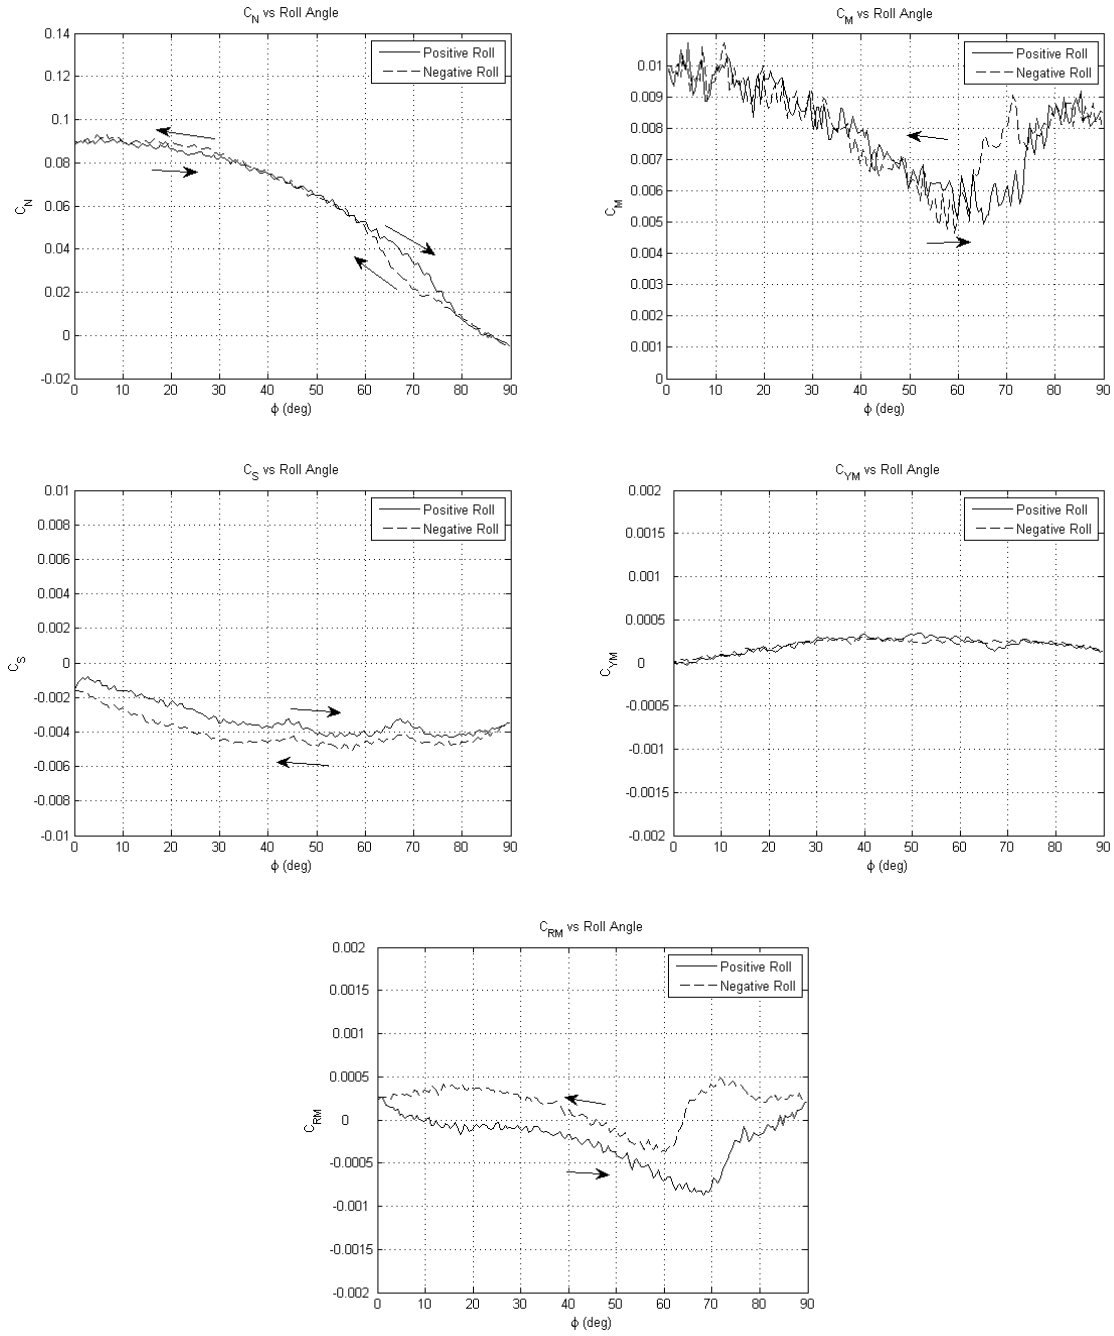 C_N vs Roll Angle
0.14
0.12
0.1
0.08
0.06
0.04
0.02
0
-0.02
C_N
Positive Roll
Negative Roll
0 10 20 30 40 50 60 70 80 90
ϕ (deg)
C_M vs Roll Angle
0.01
0.009
0.008
0.007
0.006
0.005
0.004
0.003
0.002
0.001
0
C_M
Positive Roll
Negative Roll
0 10 20 30 40 50 60 70 80 90
ϕ (deg)
C_S vs Roll Angle
0.01
0.008
0.006
0.004
0.002
0
-0.002
-0.004
-0.006
-0.008
-0.01
C_S
Positive Roll
Negative Roll
0 10 20 30 40 50 60 70 80 90
ϕ (deg)
C_YM vs Roll Angle
0.002
0.0015
0.001
0.0005
0
-0.0005
-0.001
-0.0015
-0.002
C_YM
Positive Roll
Negative Roll
0 10 20 30 40 50 60 70 80 90
ϕ (deg)
C_RM vs Roll Angle
0.002
0.0015
0.001
0.0005
0
-0.0005
-0.001
-0.0015
-0.002
C_RM
Positive Roll
Negative Roll
0 10 20 30 40 50 60 70 80 90
ϕ (deg)